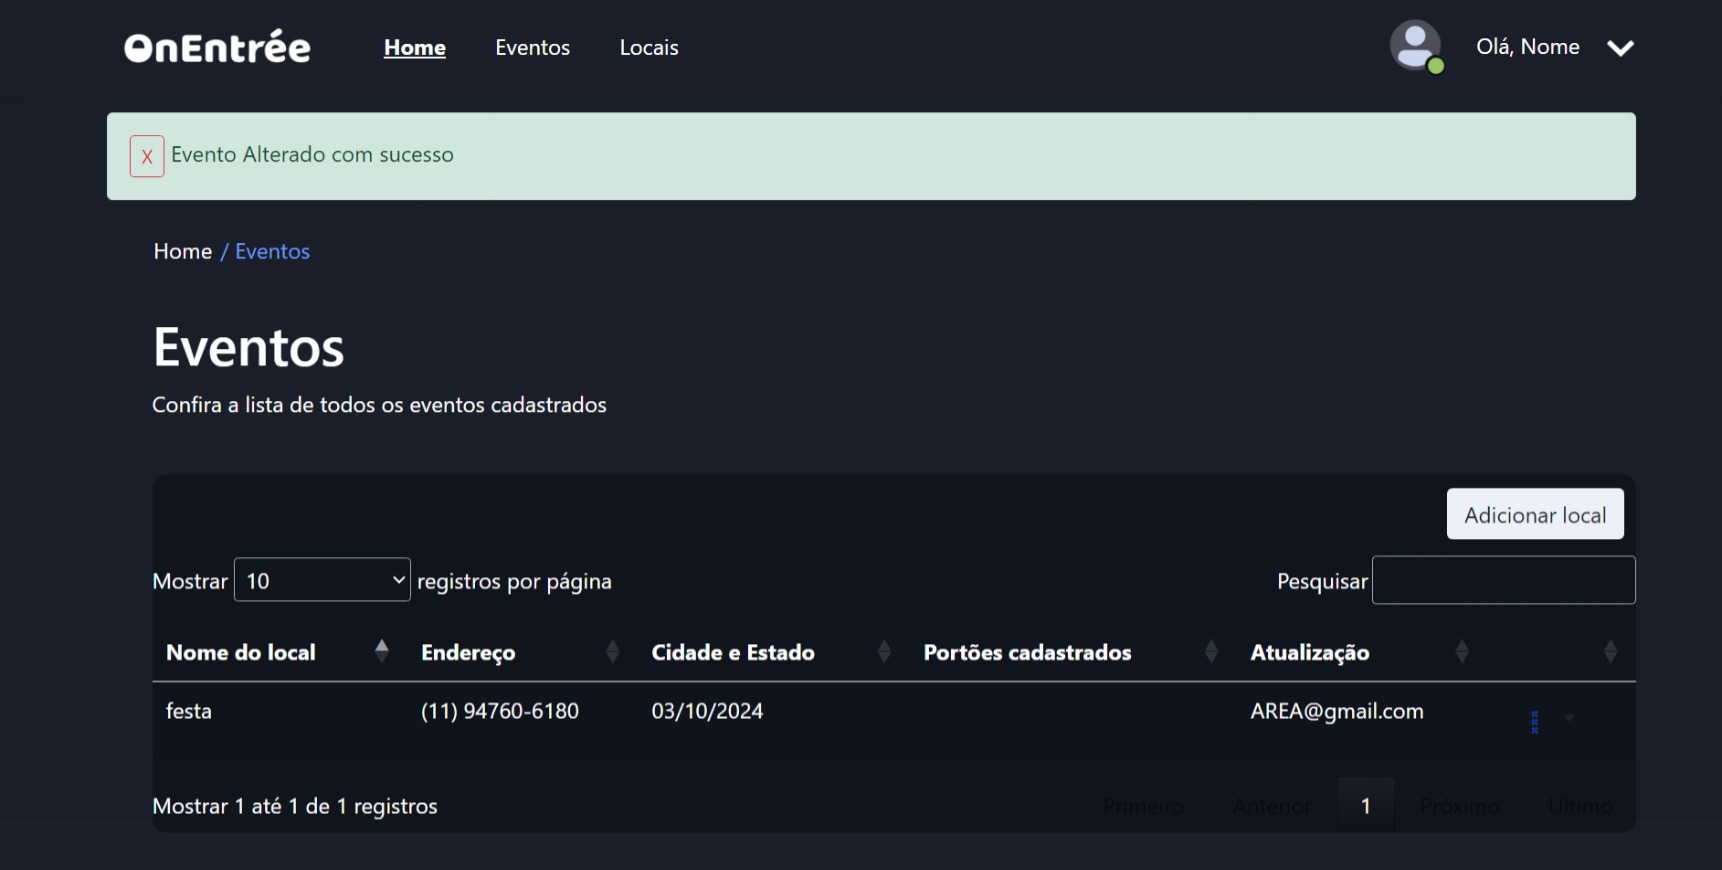 OnEntrée Home Eventos Locais Olá, Nome
X Evento Alterado com sucesso
Home / Eventos
Eventos
Confira a lista de todos os eventos cadastrados
Adicionar local
Mostrar 10 registros por página Pesquisar
Nome do local Endereço Cidade e Estado Portões cadastrados Atualização
festa (11) 94760-6180 03/10/2024 AREA@gmail.com
Mostrar 1 até 1 de 1 registros Primeiro Anterior 1 Próximo Último